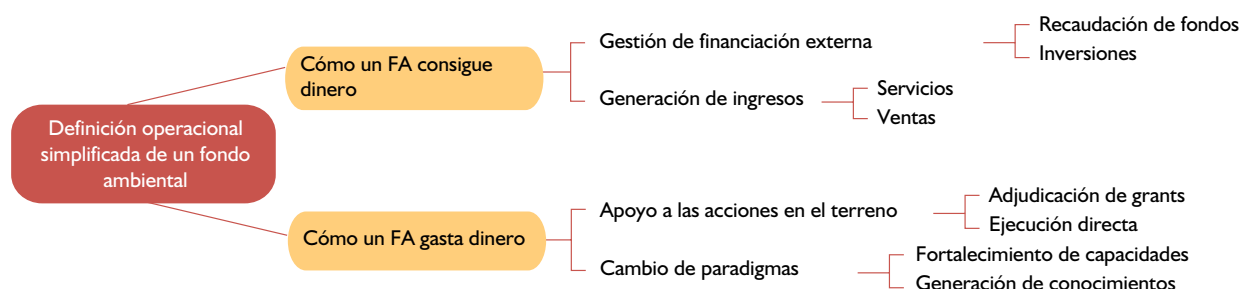 Definición operacional
simplificada de un fondo
ambiental
Cómo un FA consigue
dinero
Gestión de financiación externa
Recaudación de fondos
Inversiones
Generación de ingresos
Servicios
Ventas
Cómo un FA gasta dinero
Apoyo a las acciones en el terreno
Adjudicación de grants
Ejecución directa
Cambio de paradigmas
Fortalecimiento de capacidades
Generación de conocimientos